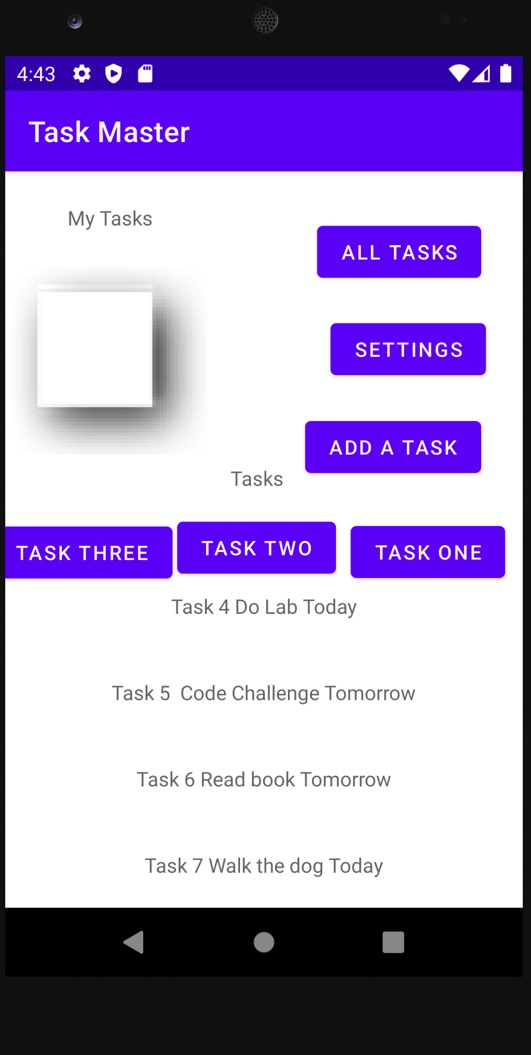 4:43
Task Master
My Tasks
ALL TASKS
SETTINGS
ADD A TASK
Tasks
TASK THREE
TASK TWO
TASK ONE
Task 4 Do Lab Today
Task 5  Code Challenge Tomorrow
Task 6 Read book Tomorrow
Task 7 Walk the dog Today